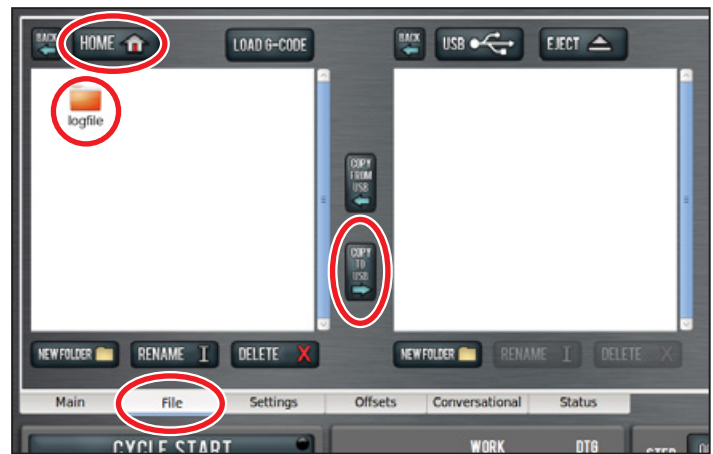 BACK HOME LOAD G-CODE BACK USB EJECT
logfile
COPY
FROM
USB
COPY
TO
USB
NEW FOLDER RENAME DELETE X NEW FOLDER RENAME DELETE X
Main File Settings Offsets Conversational Status
CYCLE START WORK DTG STEP